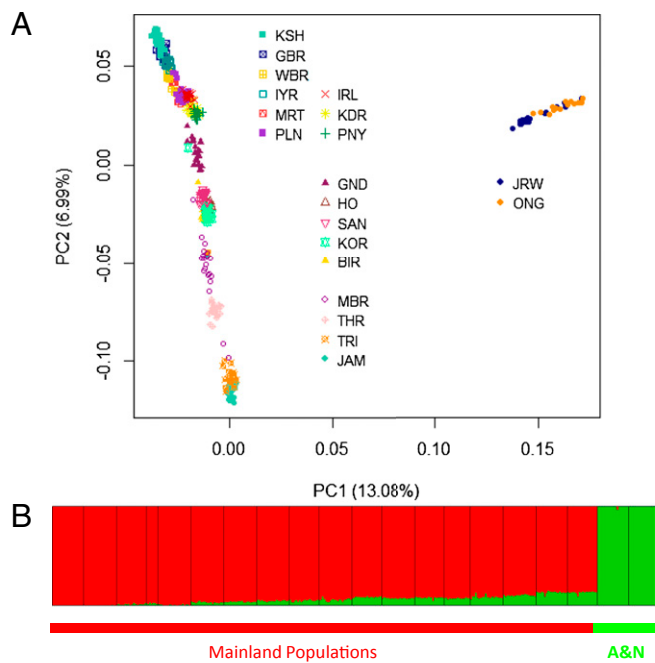 A
KSH
GBR
WBR
IYR IRL
MRT KDR
PLN PNY
GND JRW
HO ONG
SAN
KOR
BIR
MBR
THR
TRI
JAM
PC2 (6.99%)
0.05
0.00
-0.05
-0.10
0.00 0.05 0.10 0.15
PC1 (13.08%)
B
Mainland Populations A&N